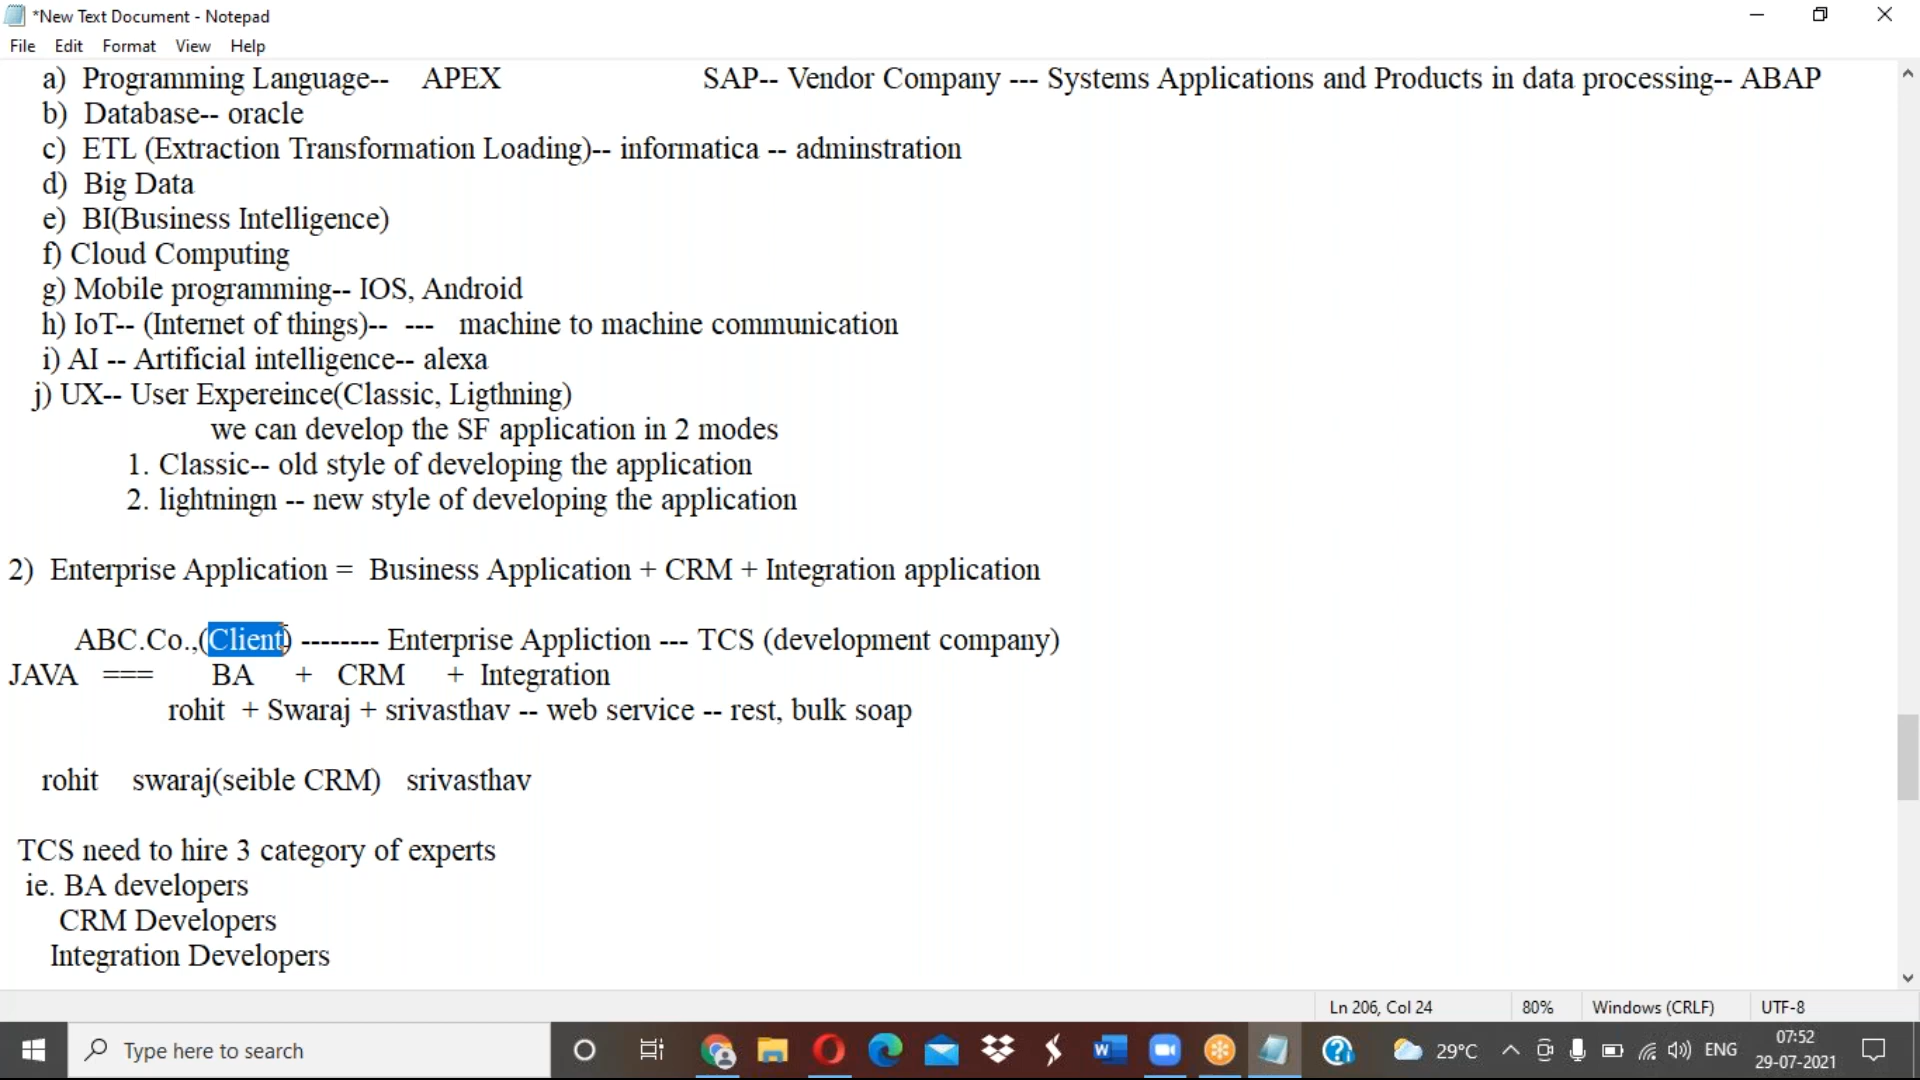 *New Text Document - Notepad
File Edit Format View Help
a) Programming Language-- APEX SAP-- Vendor Company --- Systems Applications and Products in data processing-- ABAP
b) Database-- oracle
c) ETL (Extraction Transformation Loading)-- informatica -- adminstration
d) Big Data
e) BI(Business Intelligence)
f) Cloud Computing
g) Mobile programming-- IOS, Android
h) IoT-- (Internet of things)-- --- machine to machine communication
i) AI -- Artificial intelligence-- alexa
j) UX-- User Expereince(Classic, Ligthning)
we can develop the SF application in 2 modes
1. Classic-- old style of developing the application
2. lightningn -- new style of developing the application
2) Enterprise Application = Business Application + CRM + Integration application
ABC.Co.,(Client) -------- Enterprise Appliction --- TCS (development company)
JAVA === BA + CRM + Integration
rohit + Swaraj + srivasthav -- web service -- rest, bulk soap
rohit swaraj(seible CRM) srivasthav
TCS need to hire 3 category of experts
ie. BA developers
CRM Developers
Integration Developers
Ln 206, Col 24 80% Windows (CRLF) UTF-8
Type here to search 29°C ENG 07:52
29-07-2021